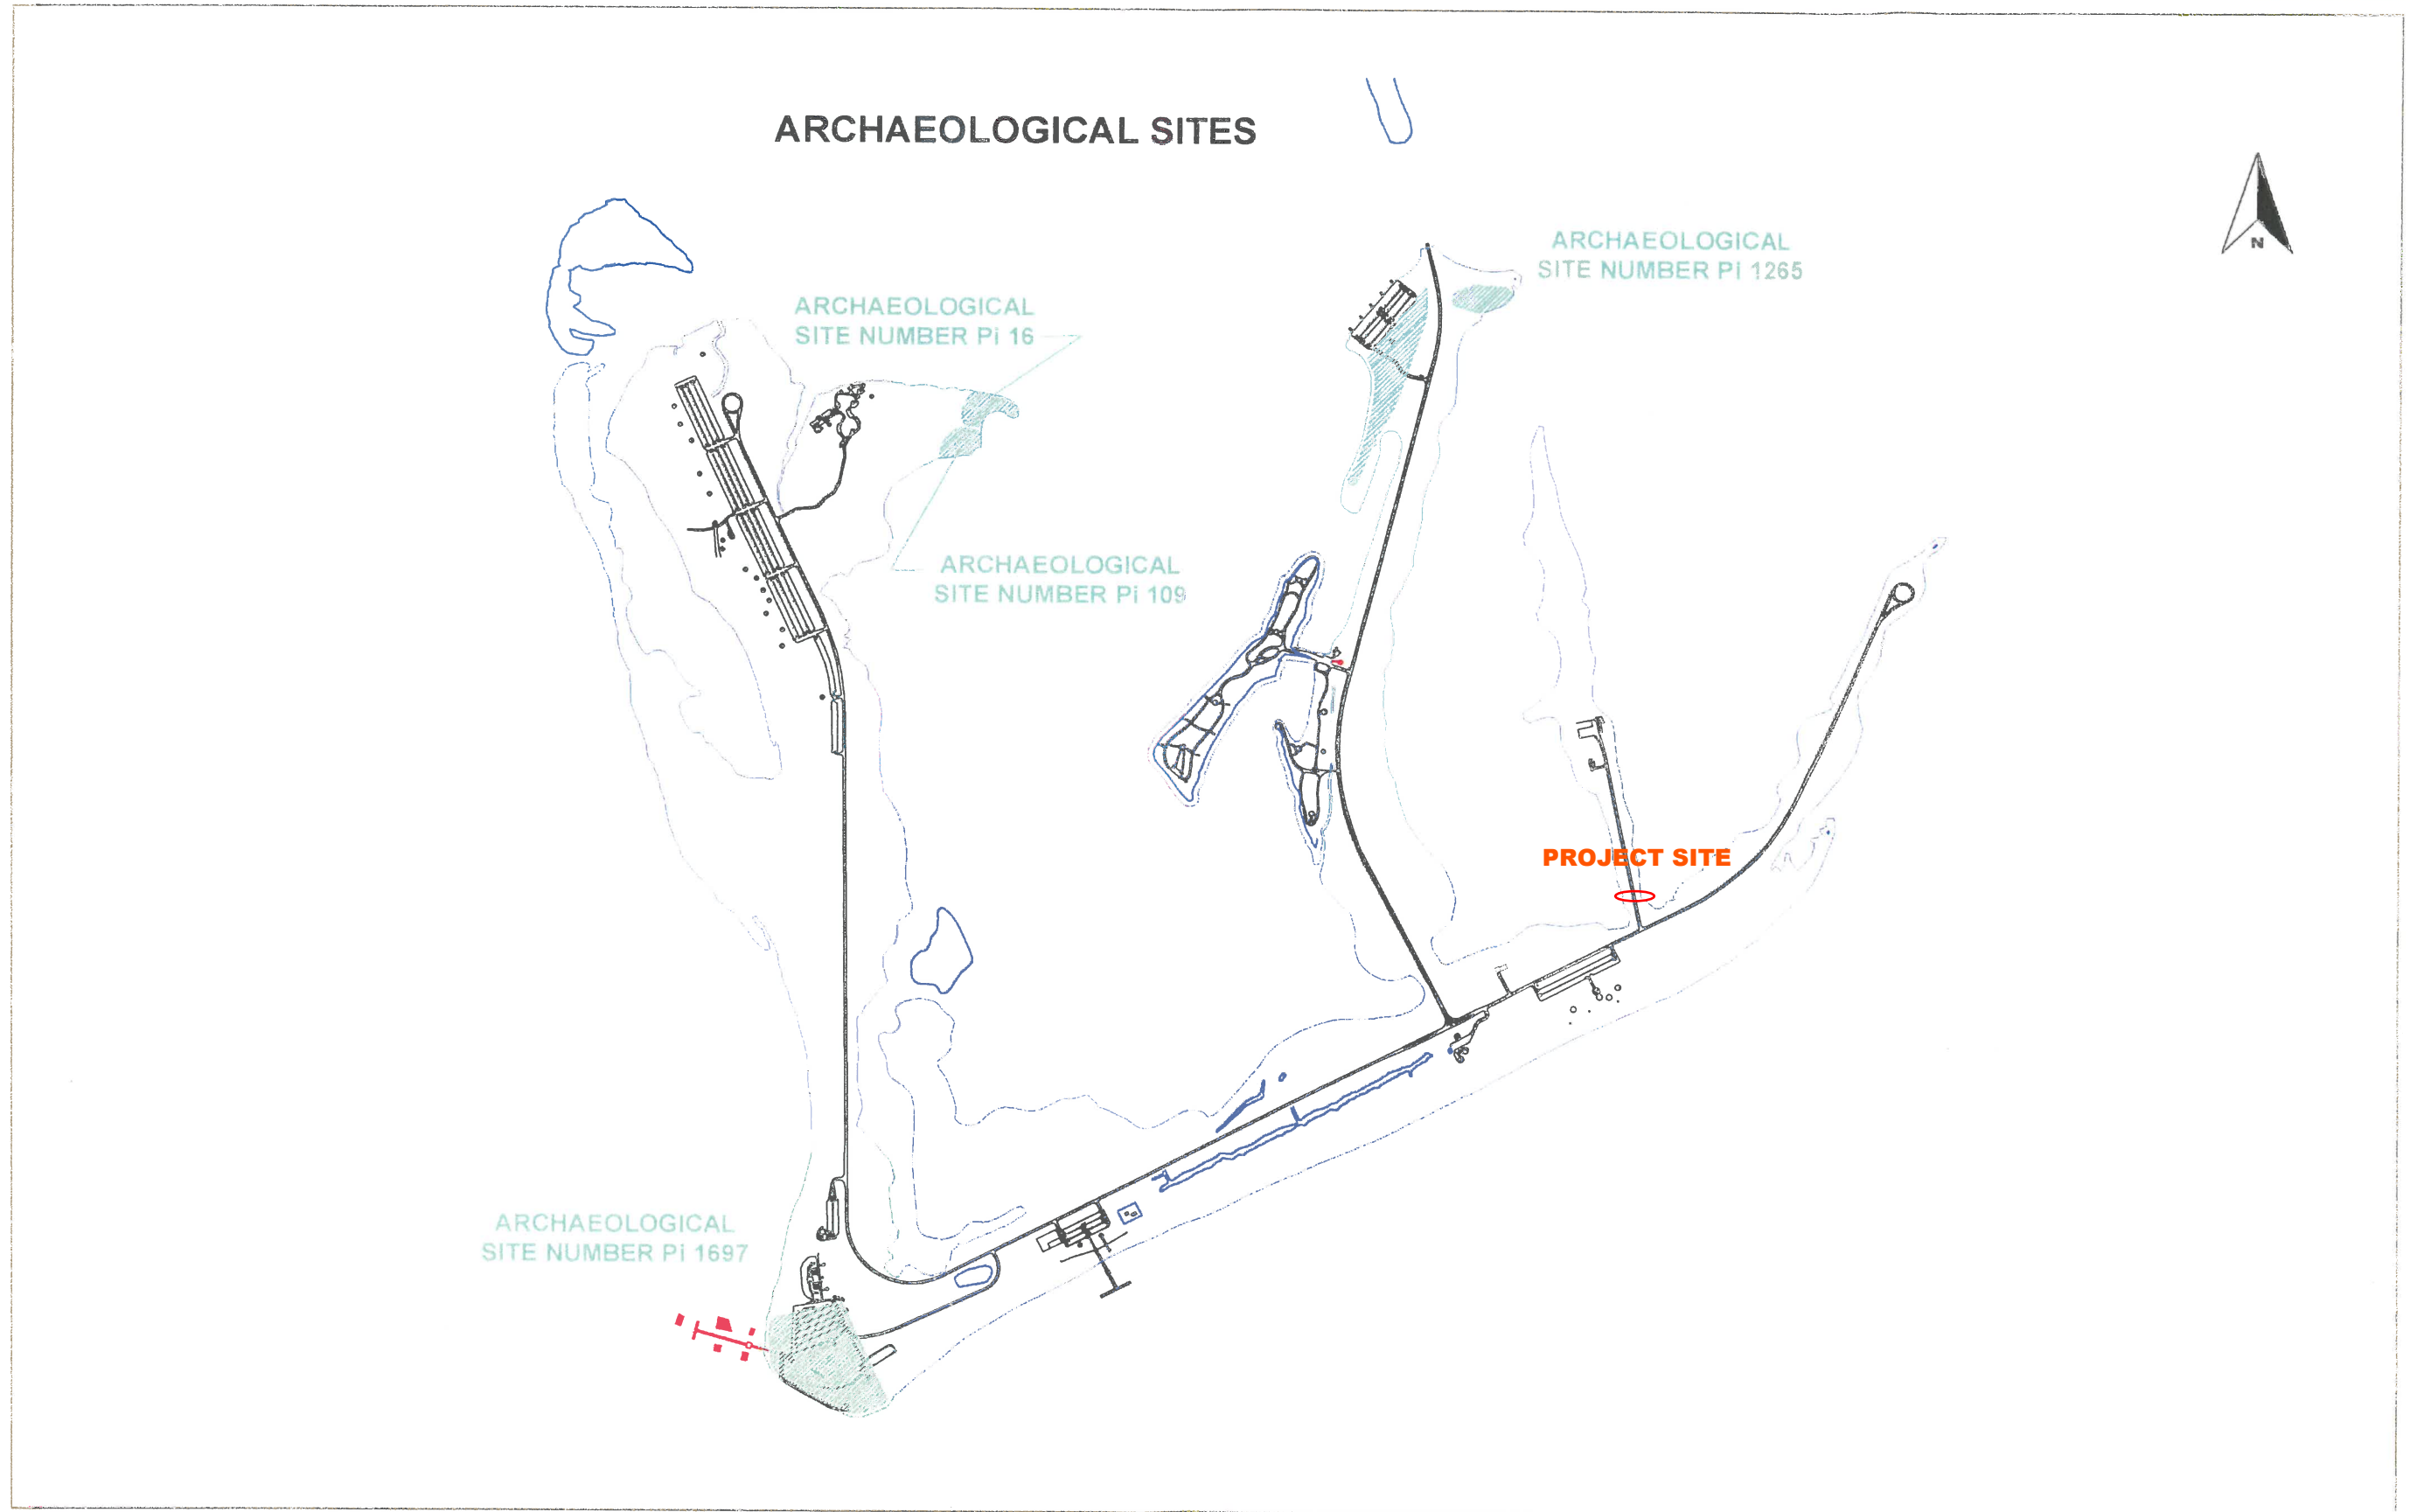 ARCHAEOLOGICAL SITES
N
ARCHAEOLOGICAL
SITE NUMBER Pi 1265
ARCHAEOLOGICAL
SITE NUMBER Pi 16
ARCHAEOLOGICAL
SITE NUMBER Pi 109
PROJECT SITE
ARCHAEOLOGICAL
SITE NUMBER Pi 1697